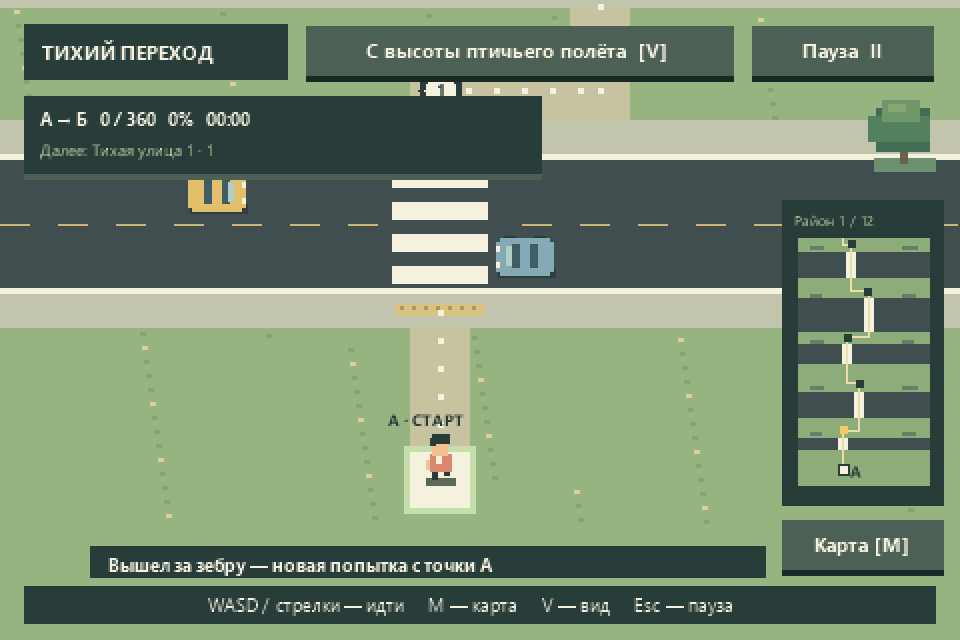 ТИХИЙ ПЕРЕХОД
С высоты птичьего полёта [V]
Пауза II
1
А — Б 0 / 360 0% 00:00
Далее: Тихая улица 1 · 1
Район 1 / 12
А · СТАРТ
А
Карта [M]
Вышел за зебру — новая попытка с точки А
WASD / стрелки — идти M — карта V — вид Esc — пауза